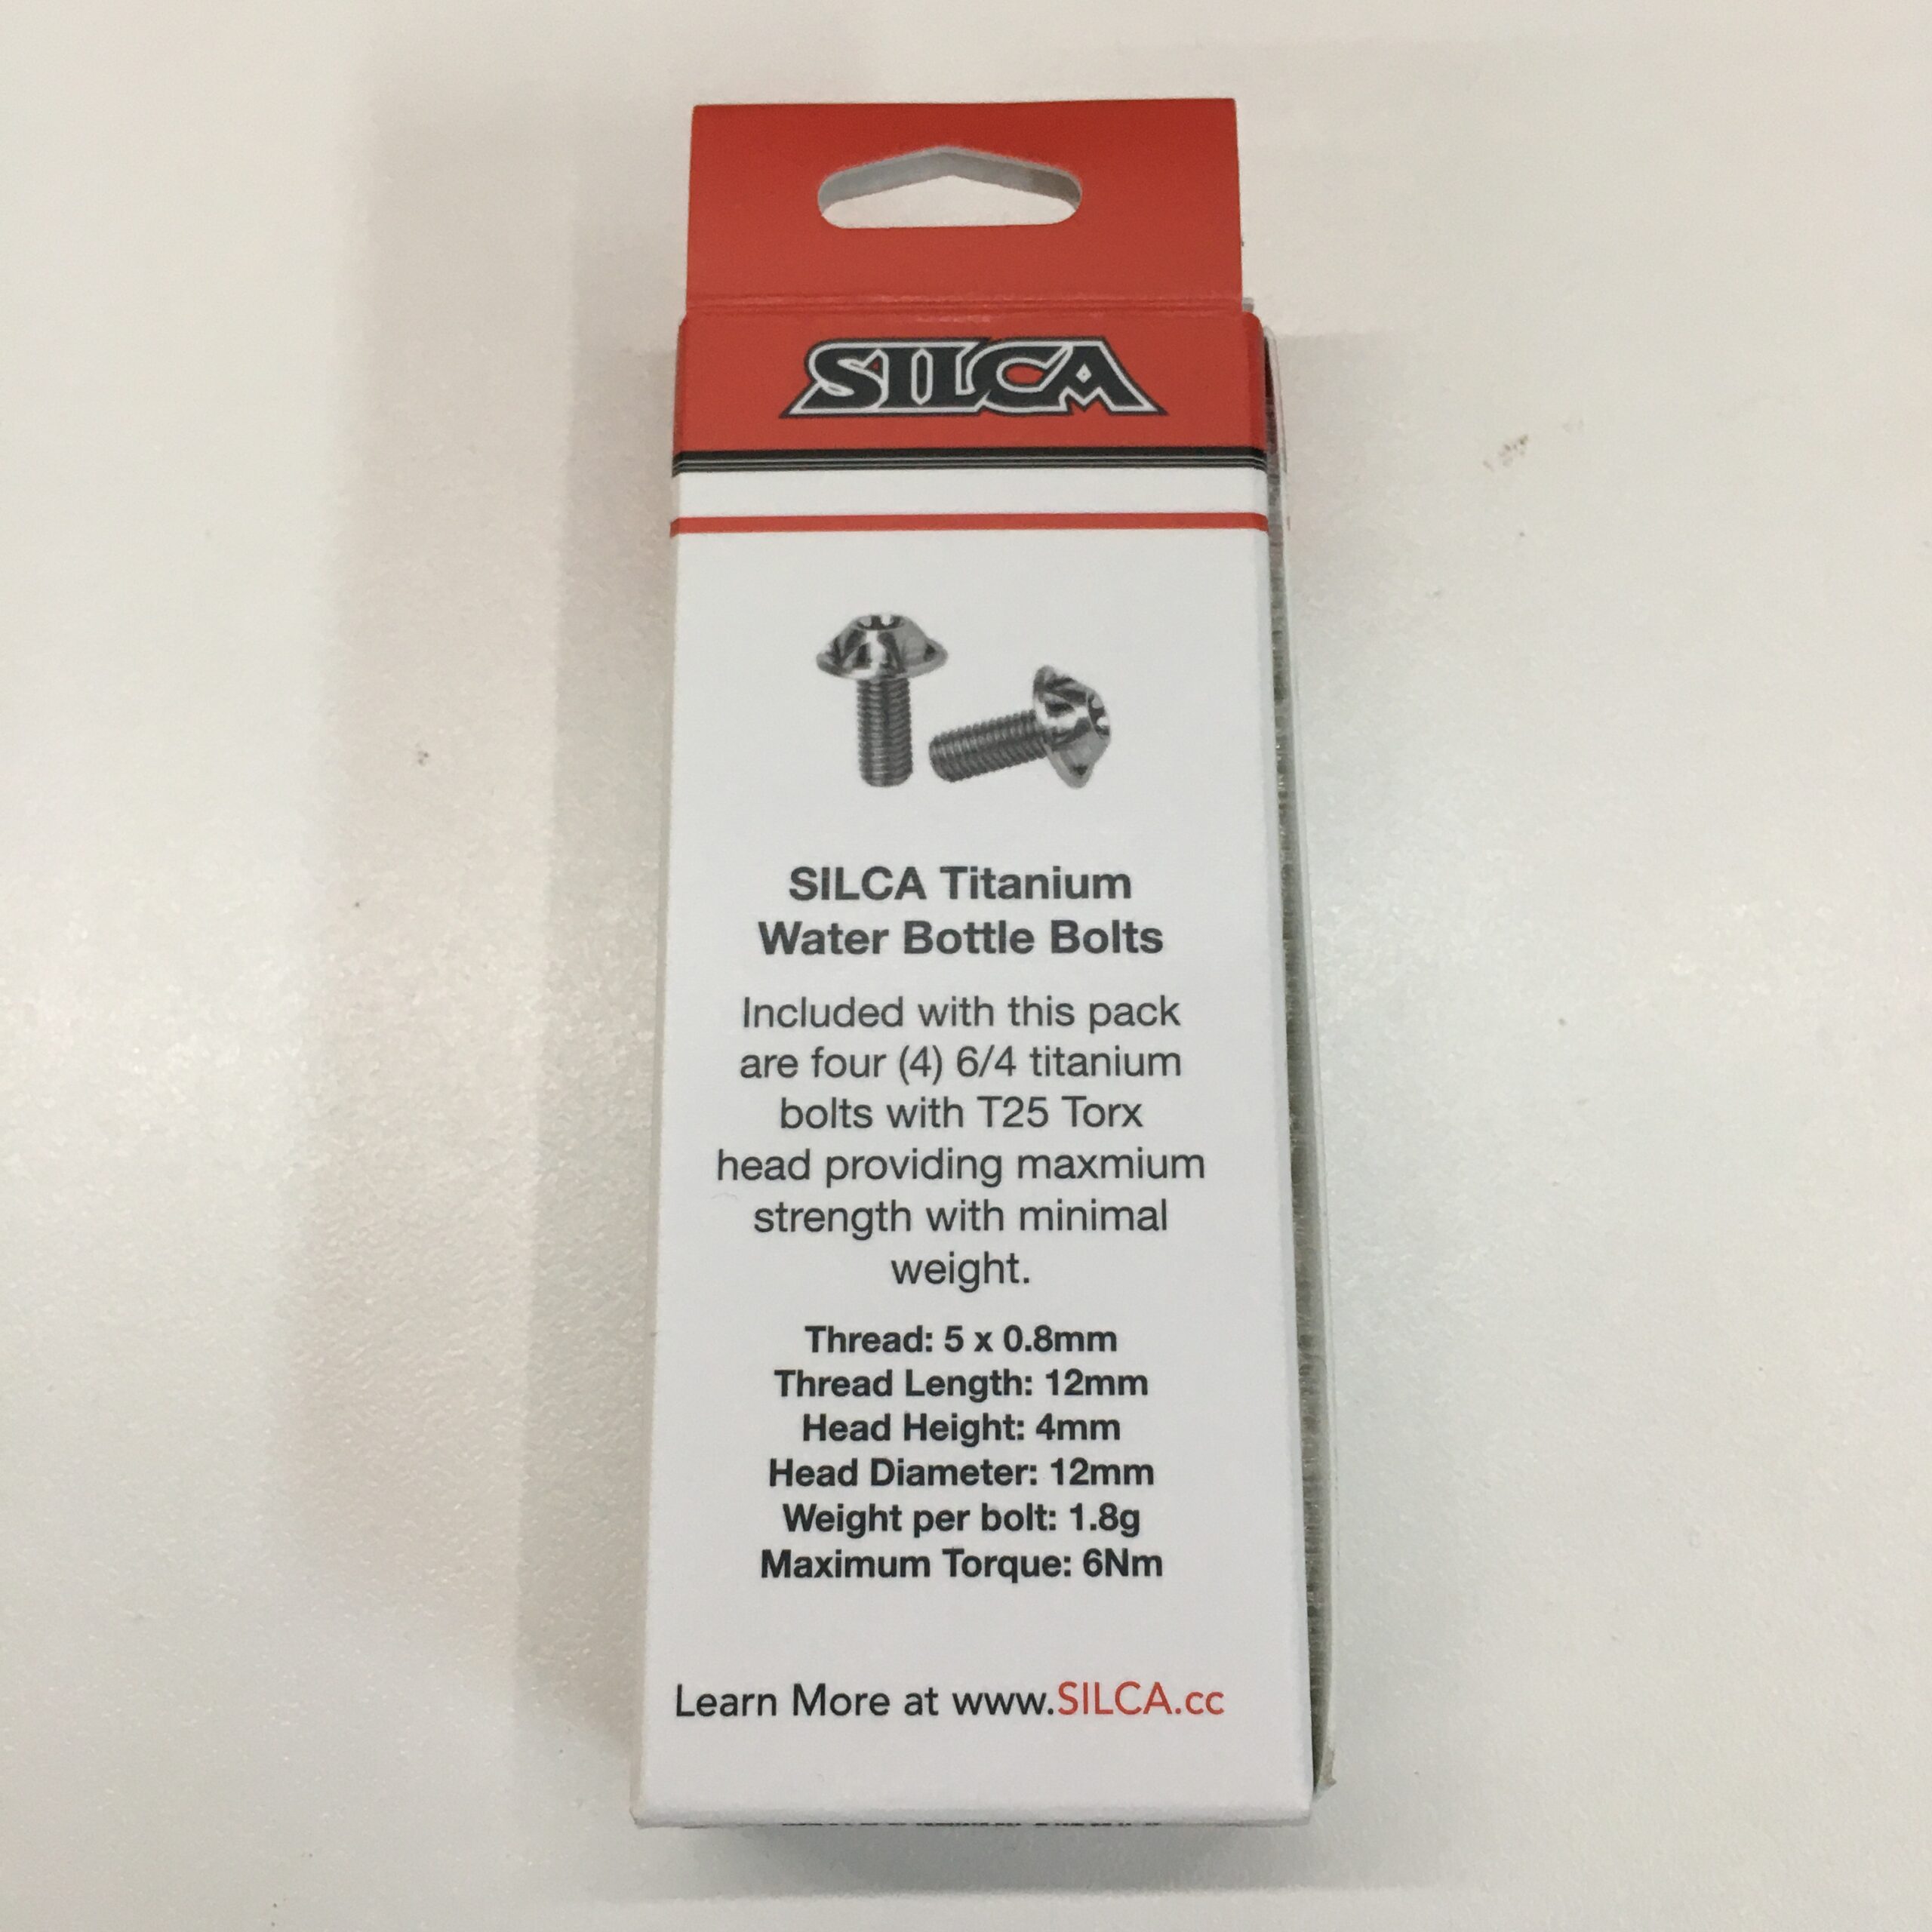 SILCA
SILCA Titanium
Water Bottle Bolts
Included with this pack
are four (4) 6/4 titanium
bolts with T25 Torx
head providing maxmium
strength with minimal
weight.
Thread: 5 x 0.8mm
Thread Length: 12mm
Head Height: 4mm
Head Diameter: 12mm
Weight per bolt: 1.8g
Maximum Torque: 6Nm
Learn More at www.SILCA.cc